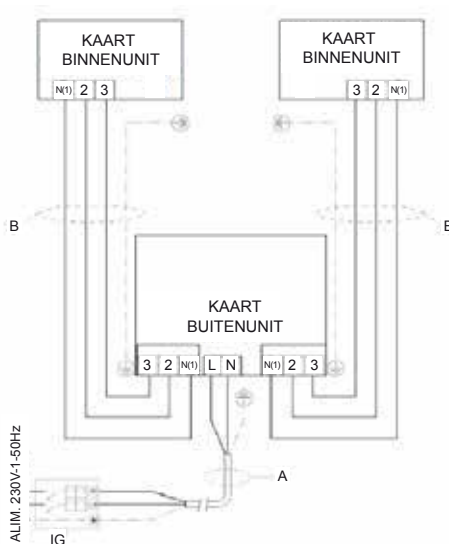 KAART
BINNENUNIT
N(1) 2 3
KAART
BINNENUNIT
3 2 N(1)
B
B
KAART
BUITENUNIT
3 2 N(1) L N N(1) 2 3
A
ALIM. 230V-1-50Hz
IG